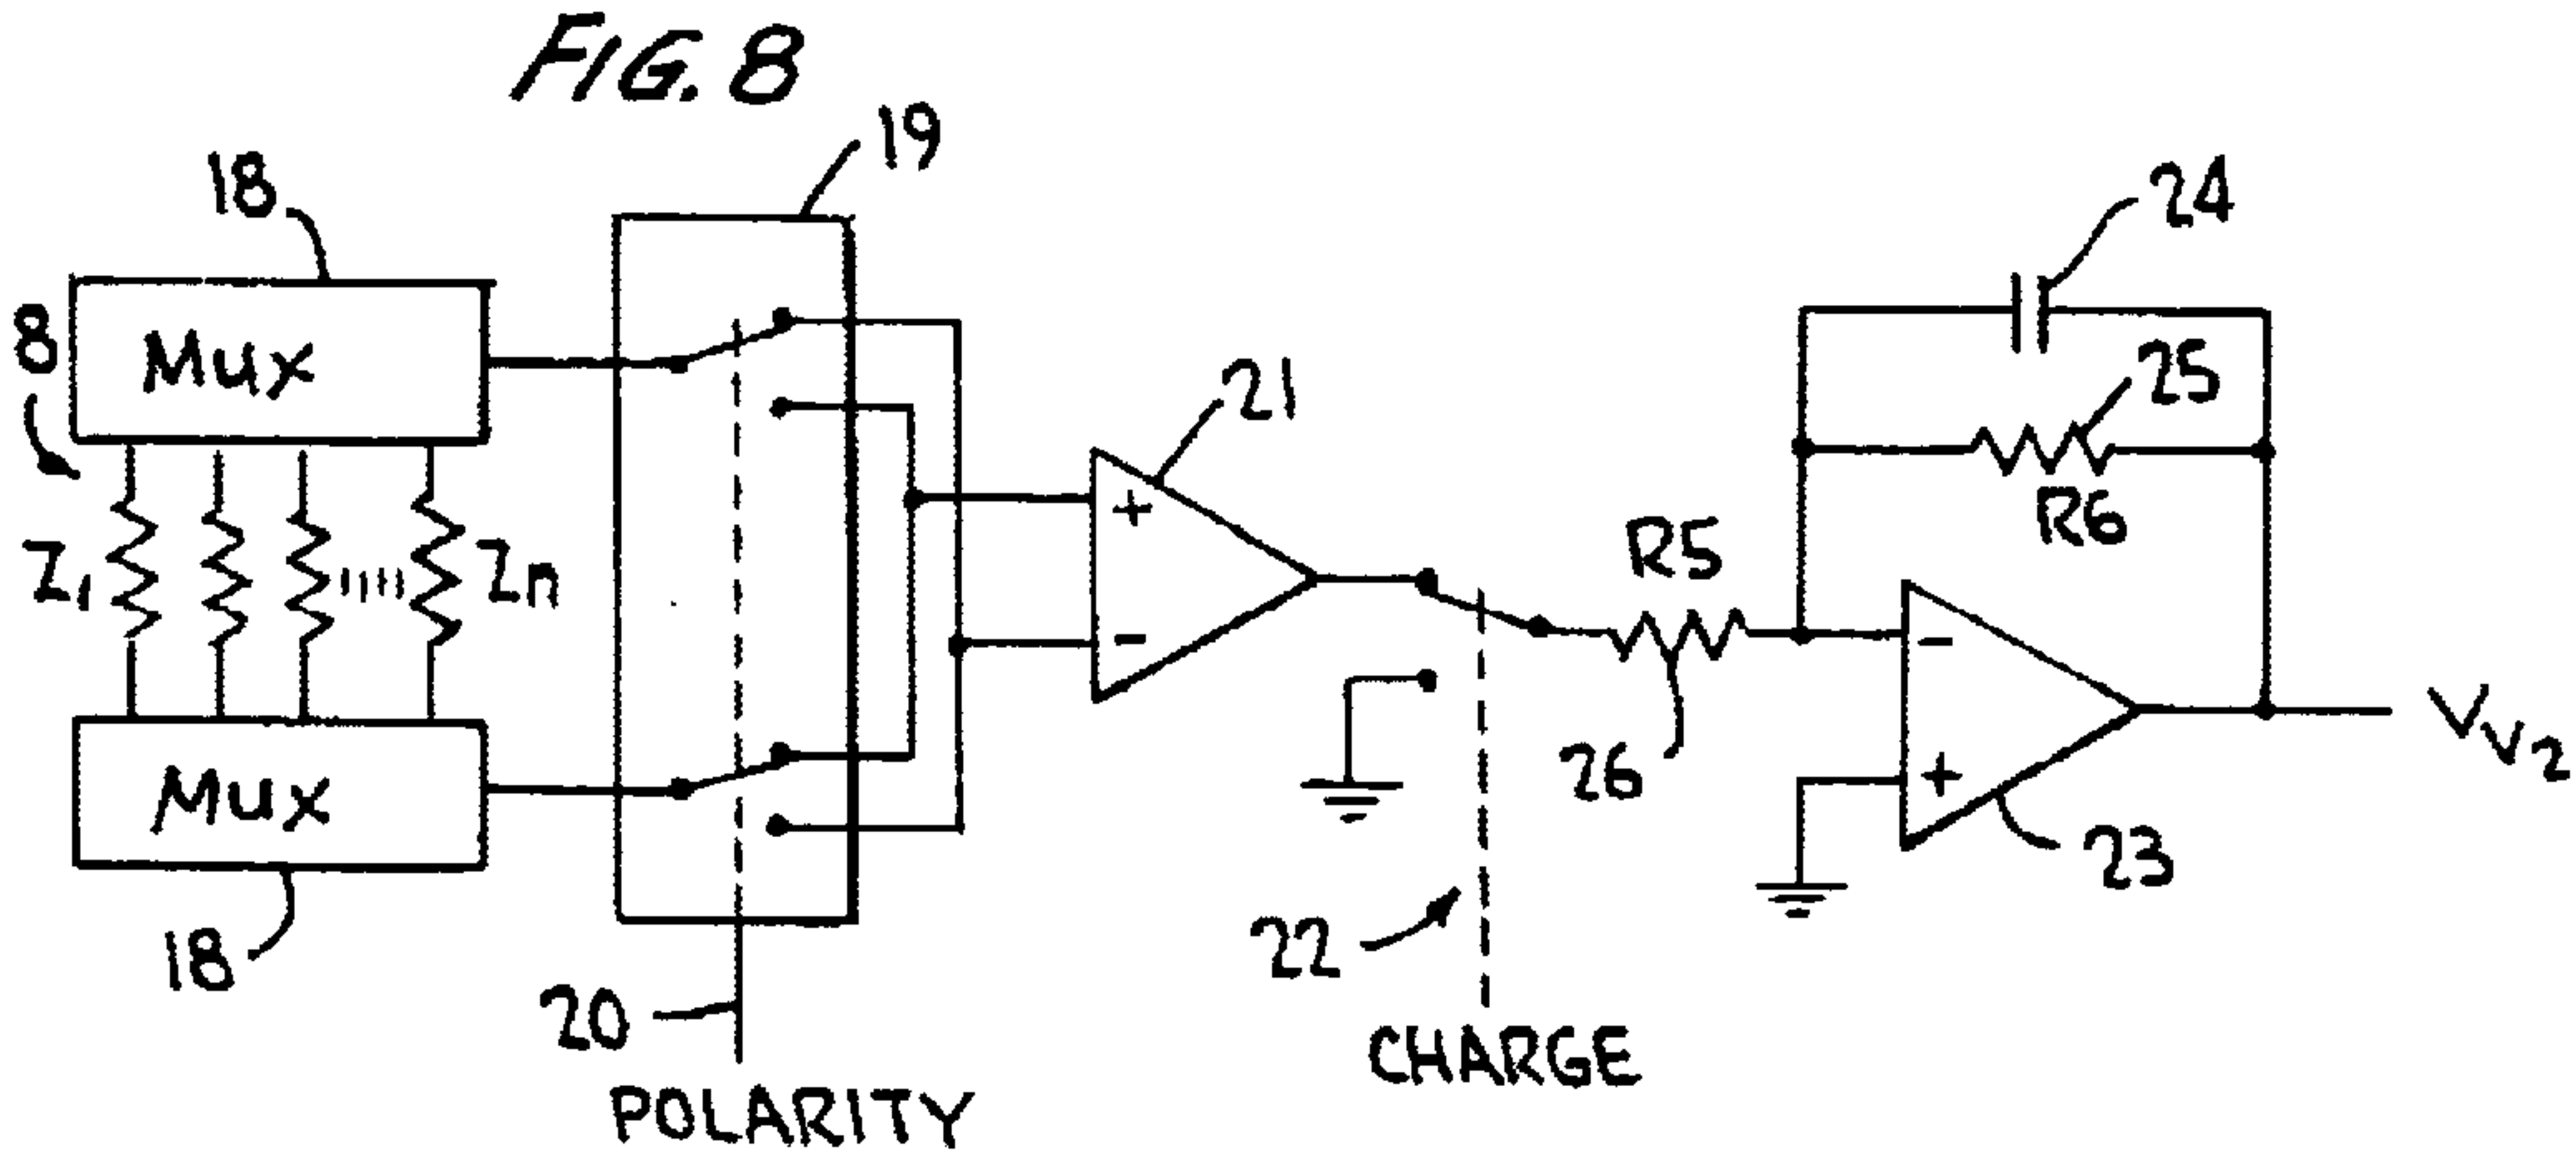 FIG. 8
19
18
24
8
Mux
25
21
R6
R5
Z1
Zn
-
+
-
+
Mux
26
Vv2
23
18
22
20
CHARGE
POLARITY